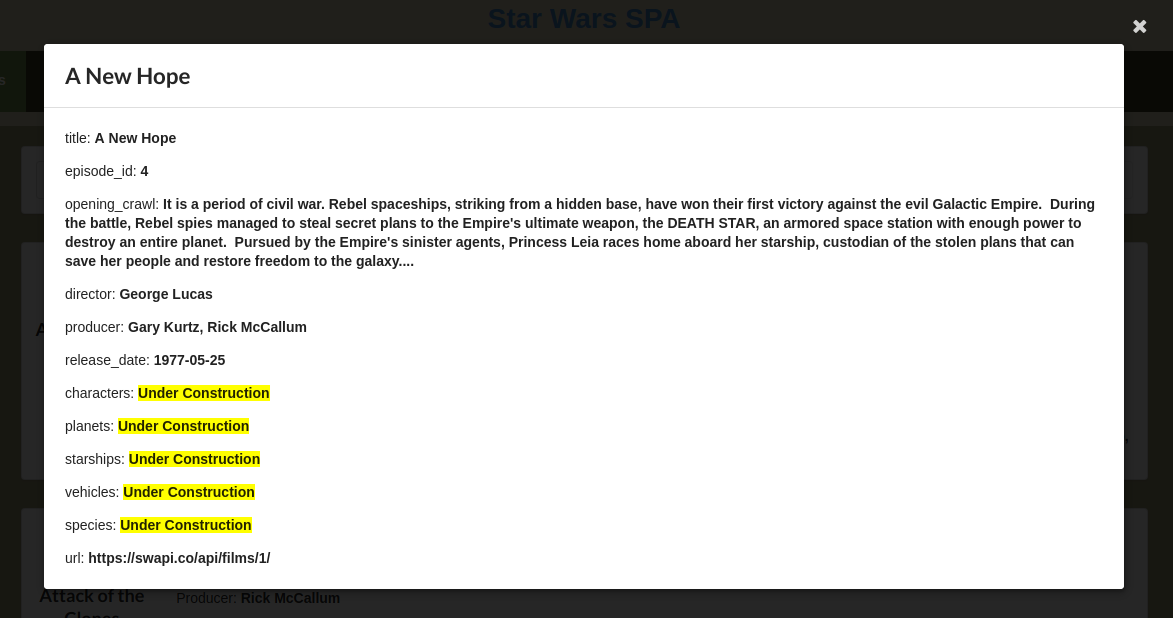 Star Wars SPA
A New Hope
title: A New Hope
episode_id: 4
opening_crawl: It is a period of civil war. Rebel spaceships, striking from a hidden base, have won their first victory against the evil Galactic Empire.  During
the battle, Rebel spies managed to steal secret plans to the Empire's ultimate weapon, the DEATH STAR, an armored space station with enough power to
destroy an entire planet.  Pursued by the Empire's sinister agents, Princess Leia races home aboard her starship, custodian of the stolen plans that can
save her people and restore freedom to the galaxy....
director: George Lucas
producer: Gary Kurtz, Rick McCallum
release_date: 1977-05-25
characters: Under Construction
planets: Under Construction
starships: Under Construction
vehicles: Under Construction
species: Under Construction
url: https://swapi.co/api/films/1/
Attack of the
Producer: Rick McCallum
Clones